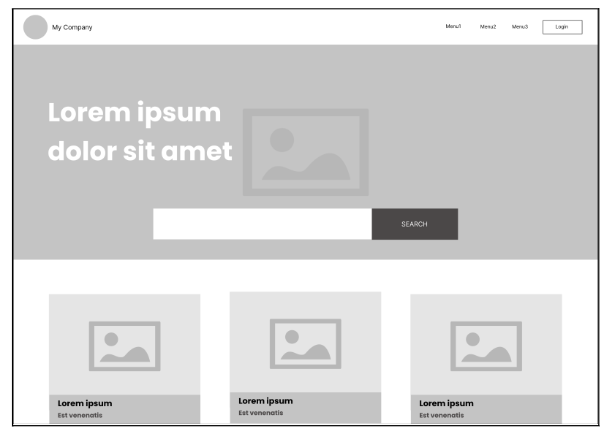 My Company
Menu1 Menu2 Menu3 Login
Lorem ipsum
dolor sit amet
SEARCH
Lorem ipsum
Est venenatis
Lorem ipsum
Est venenatis
Lorem ipsum
Est venenatis